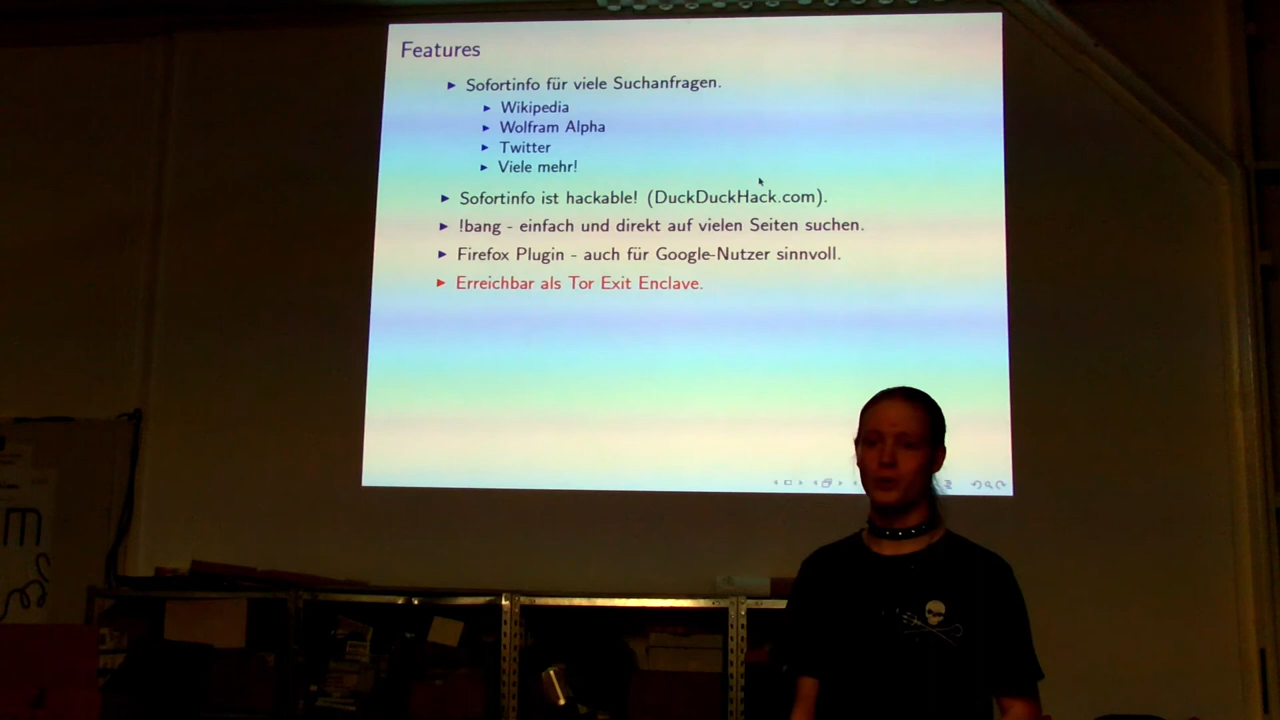 Features
Sofortinfo für viele Suchanfragen.
Wikipedia
Wolfram Alpha
Twitter
Viele mehr!
Sofortinfo ist hackable! (DuckDuckHack.com).
!bang - einfach und direkt auf vielen Seiten suchen.
Firefox Plugin - auch für Google-Nutzer sinnvoll.
Erreichbar als Tor Exit Enclave.